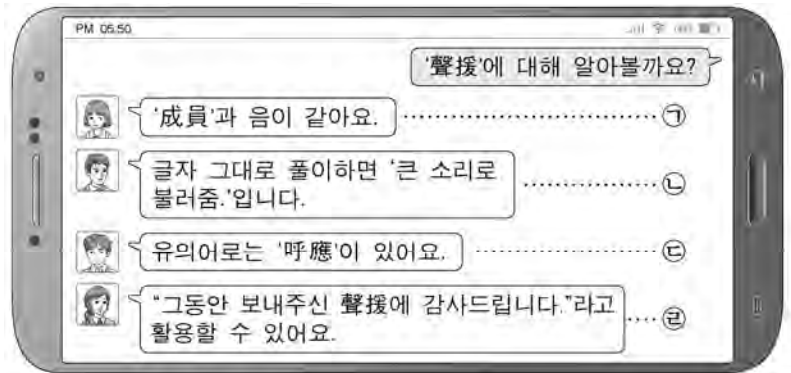 PM 05:50
'聲援'에 대해 알아볼까요?
'成員'과 음이 같아요. ㉠
글자 그대로 풀이하면 '큰 소리로 ㉡
불러줌.'입니다.
유의어로는 '呼應'이 있어요. ㉢
"그동안 보내주신 聲援에 감사드립니다."라고 ㉣
활용할 수 있어요.